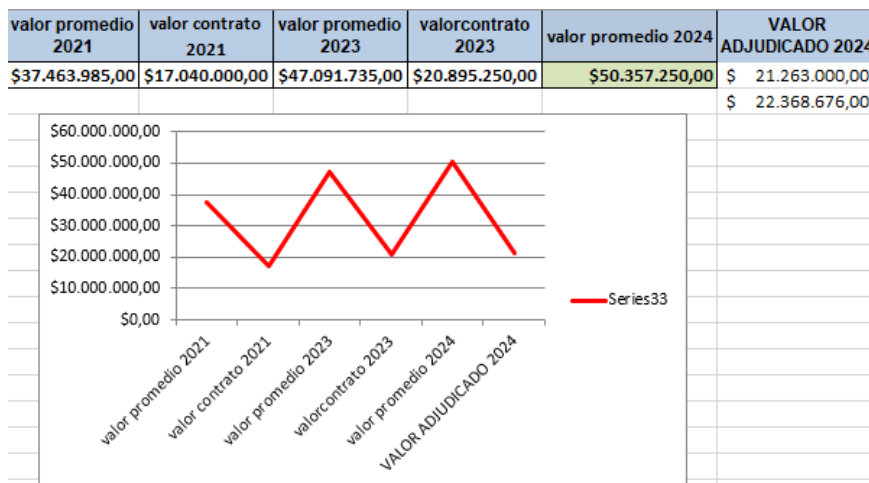 valor promedio 2021
valor contrato 2021
valor promedio 2023
valorcontrato 2023
valor promedio 2024
VALOR ADJUDICADO 2024
$37.463.985,00
$17.040.000,00
$47.091.735,00
$20.895.250,00
$50.357.250,00
$ 21.263.000,00
$ 22.368.676,00
$60.000.000,00
$50.000.000,00
$40.000.000,00
$30.000.000,00
$20.000.000,00
$10.000.000,00
$0,00
valor promedio 2021
valor contrato 2021
valor promedio 2023
valorcontrato 2023
valor promedio 2024
VALOR ADJUDICADO 2024
Series33